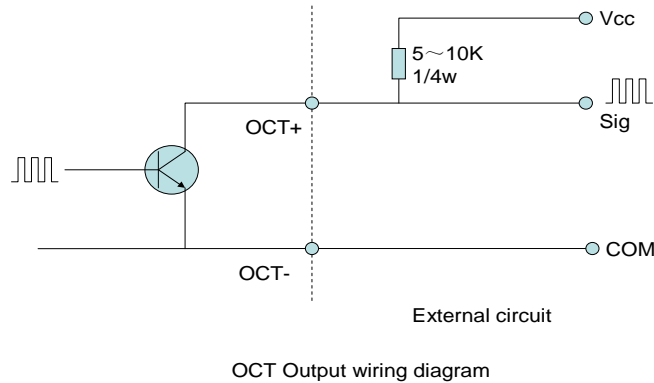 Vcc
5～10K
1/4w
OCT+
Sig
OCT-
COM
External circuit
OCT Output wiring diagram